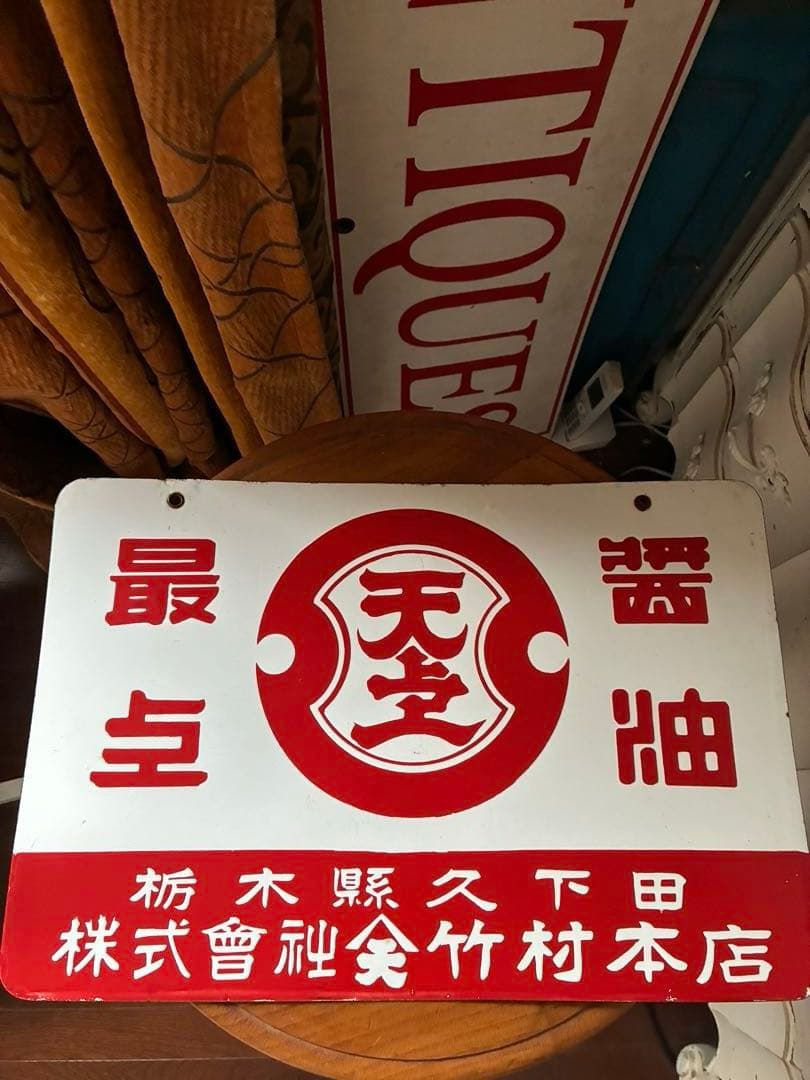 TIQUES
醤油
天上
最上
栃木縣久下田
株式會社竹村本店